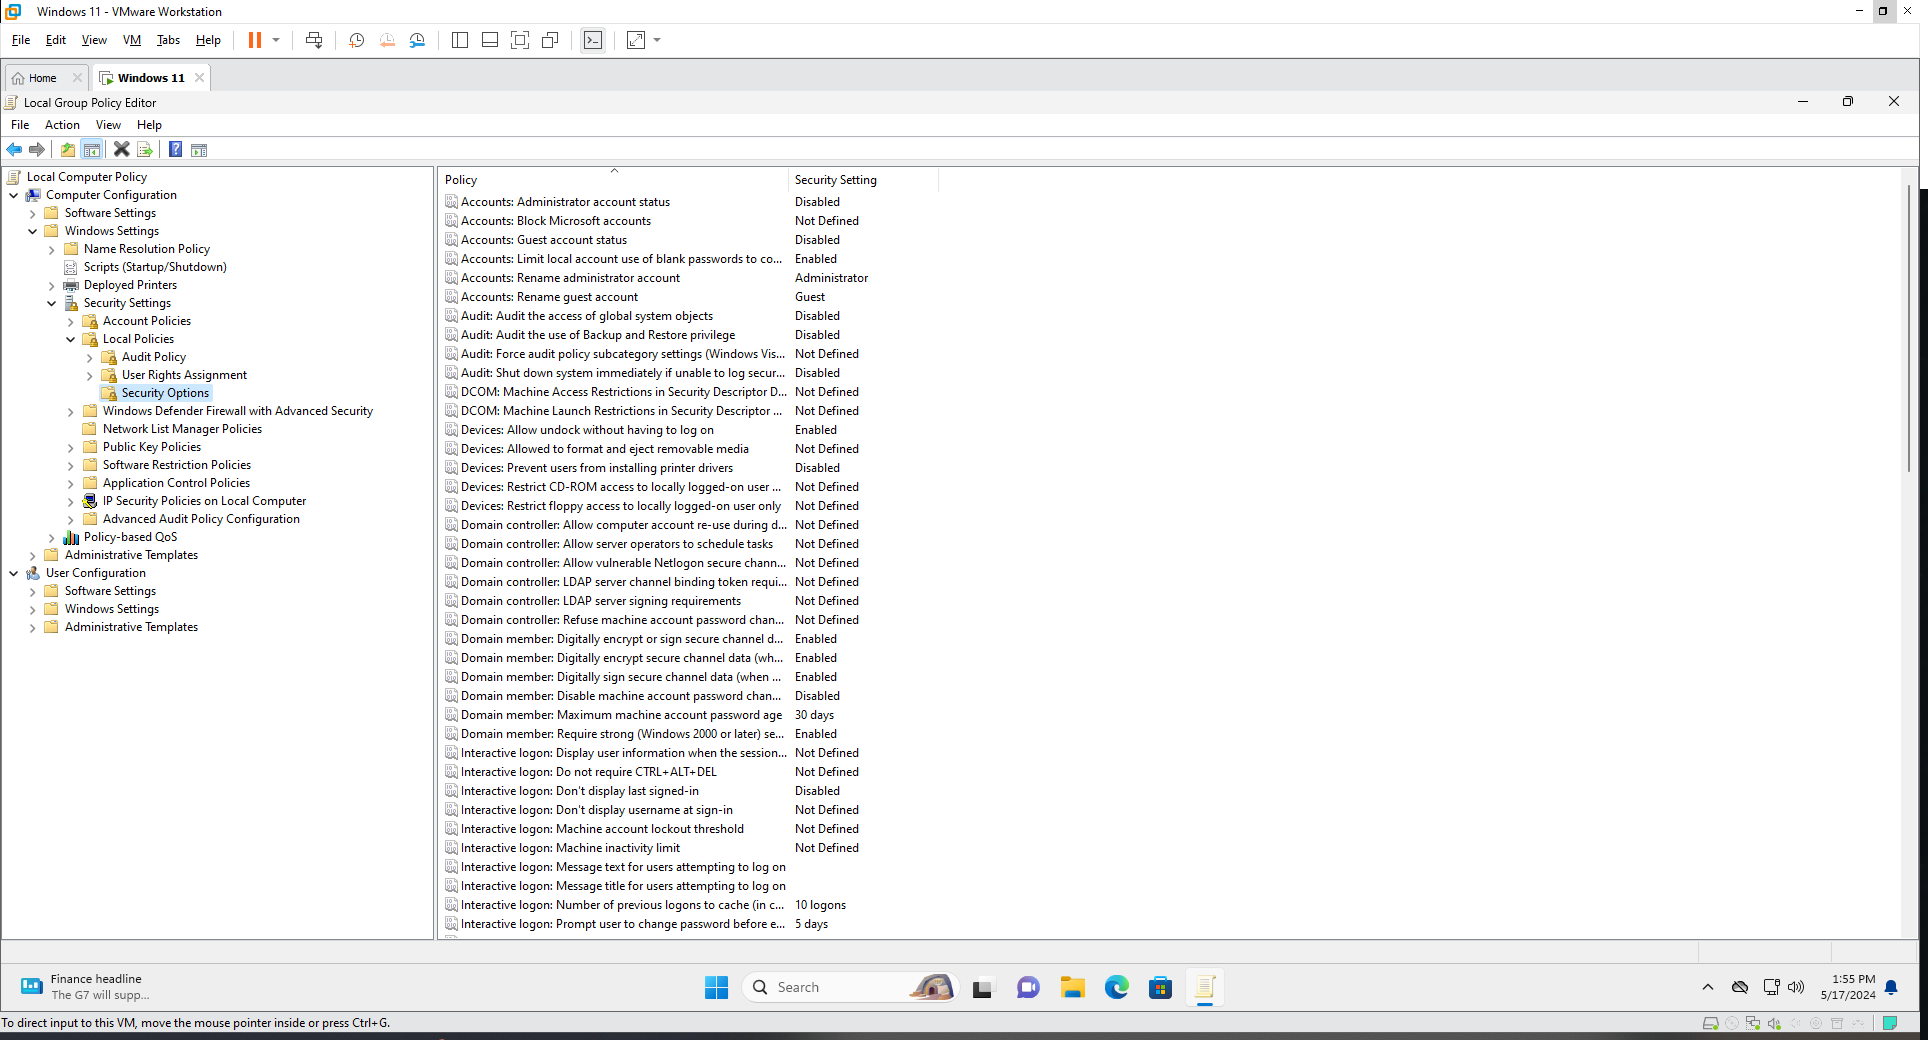 Windows 11 - VMware Workstation
File Edit View VM Tabs Help
Home
Windows 11
Local Group Policy Editor
File Action View Help
Local Computer Policy
Computer Configuration
Software Settings
Windows Settings
Name Resolution Policy
Scripts (Startup/Shutdown)
Deployed Printers
Security Settings
Account Policies
Local Policies
Audit Policy
User Rights Assignment
Security Options
Windows Defender Firewall with Advanced Security
Network List Manager Policies
Public Key Policies
Software Restriction Policies
Application Control Policies
IP Security Policies on Local Computer
Advanced Audit Policy Configuration
Policy-based QoS
Administrative Templates
User Configuration
Software Settings
Windows Settings
Administrative Templates
Policy Security Setting
Accounts: Administrator account status Disabled
Accounts: Block Microsoft accounts Not Defined
Accounts: Guest account status Disabled
Accounts: Limit local account use of blank passwords to co... Enabled
Accounts: Rename administrator account Administrator
Accounts: Rename guest account Guest
Audit: Audit the access of global system objects Disabled
Audit: Audit the use of Backup and Restore privilege Disabled
Audit: Force audit policy subcategory settings (Windows Vis... Not Defined
Audit: Shut down system immediately if unable to log secur... Disabled
DCOM: Machine Access Restrictions in Security Descriptor D... Not Defined
DCOM: Machine Launch Restrictions in Security Descriptor ... Not Defined
Devices: Allow undock without having to log on Enabled
Devices: Allowed to format and eject removable media Not Defined
Devices: Prevent users from installing printer drivers Disabled
Devices: Restrict CD-ROM access to locally logged-on user ... Not Defined
Devices: Restrict floppy access to locally logged-on user only Not Defined
Domain controller: Allow computer account re-use during d... Not Defined
Domain controller: Allow server operators to schedule tasks Not Defined
Domain controller: Allow vulnerable Netlogon secure chann... Not Defined
Domain controller: LDAP server channel binding token requi... Not Defined
Domain controller: LDAP server signing requirements Not Defined
Domain controller: Refuse machine account password chan... Not Defined
Domain member: Digitally encrypt or sign secure channel d... Enabled
Domain member: Digitally encrypt secure channel data (wh... Enabled
Domain member: Digitally sign secure channel data (when ... Enabled
Domain member: Disable machine account password chan... Disabled
Domain member: Maximum machine account password age 30 days
Domain member: Require strong (Windows 2000 or later) se... Enabled
Interactive logon: Display user information when the session... Not Defined
Interactive logon: Do not require CTRL+ALT+DEL Not Defined
Interactive logon: Don't display last signed-in Disabled
Interactive logon: Don't display username at sign-in Not Defined
Interactive logon: Machine account lockout threshold Not Defined
Interactive logon: Machine inactivity limit Not Defined
Interactive logon: Message text for users attempting to log on
Interactive logon: Message title for users attempting to log on
Interactive logon: Number of previous logons to cache (in c... 10 logons
Interactive logon: Prompt user to change password before e... 5 days
Finance headline
The G7 will supp...
Search
1:55 PM
5/17/2024
To direct input to this VM, move the mouse pointer inside or press Ctrl+G.